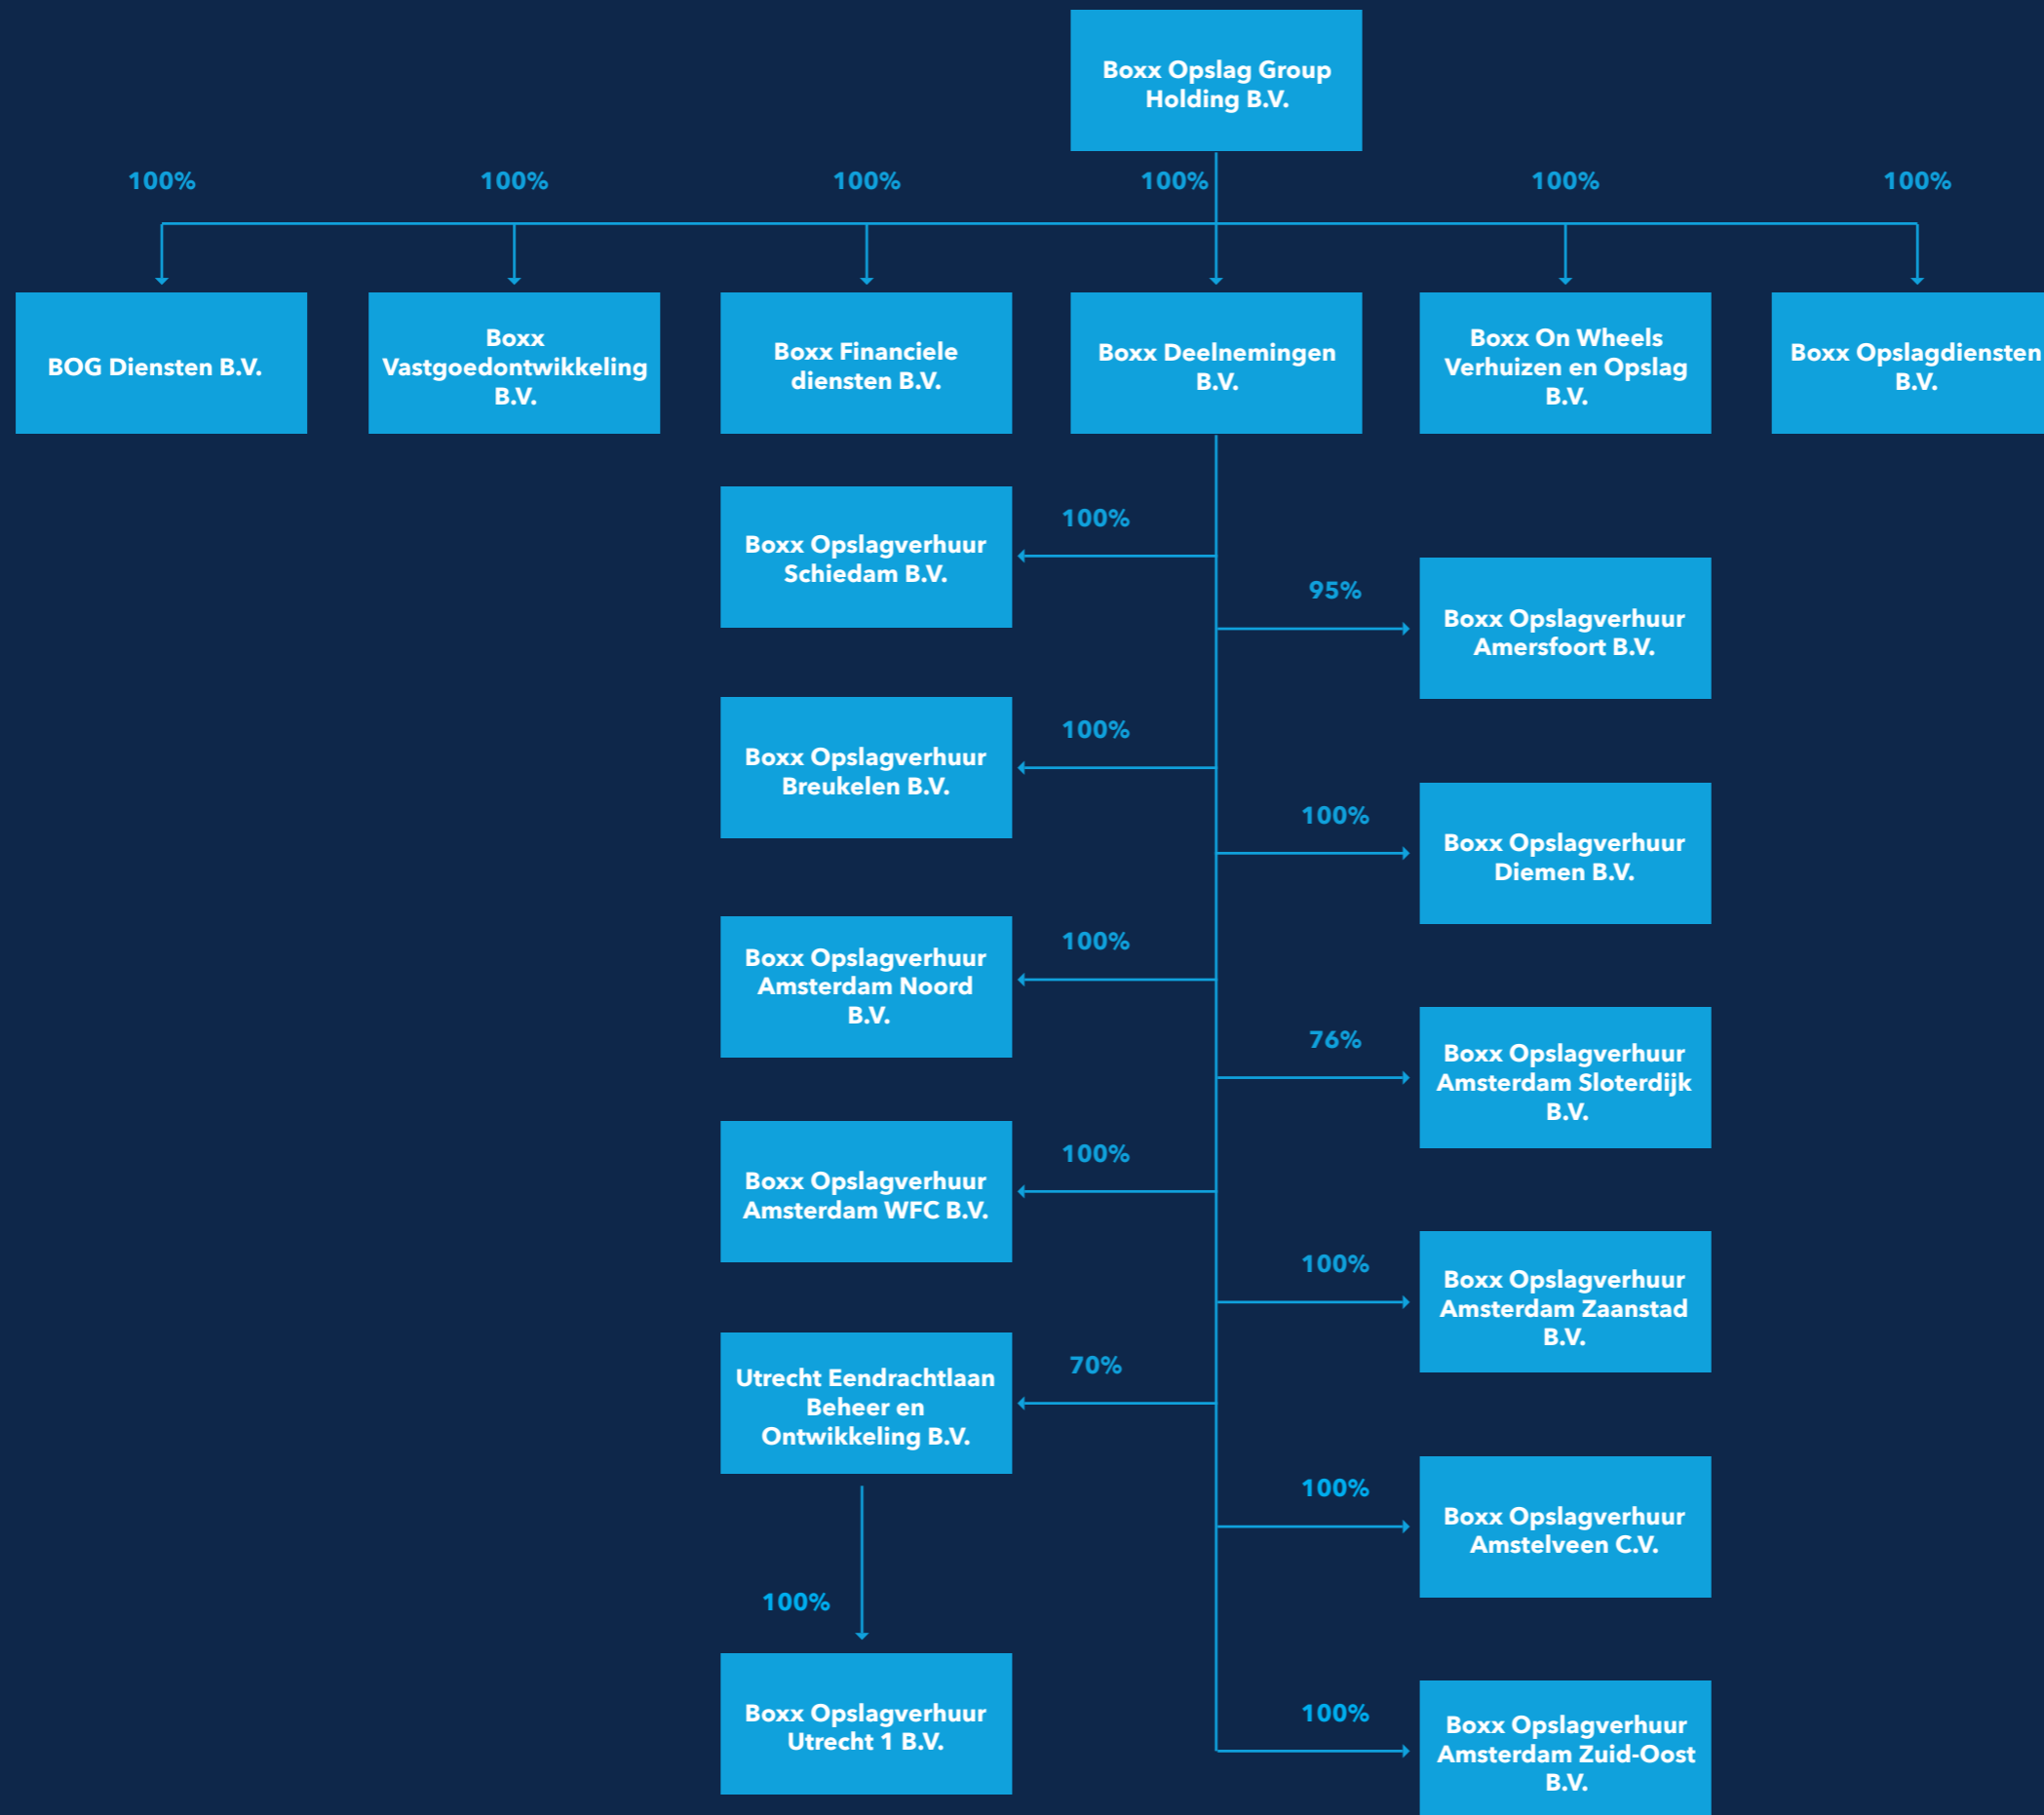 Boxx Opslag Group
Holding B.V.
100%
100%
100%
100%
100%
100%
BOG Diensten B.V.
Boxx
Vastgoedontwikkeling
B.V.
Boxx Financiele
diensten B.V.
Boxx Deelnemingen
B.V.
Boxx On Wheels
Verhuizen en Opslag
B.V.
Boxx Opslagdiensten
B.V.
100%
Boxx Opslagverhuur
Schiedam B.V.
95%
Boxx Opslagverhuur
Amersfoort B.V.
100%
Boxx Opslagverhuur
Breukelen B.V.
100%
Boxx Opslagverhuur
Diemen B.V.
100%
Boxx Opslagverhuur
Amsterdam Noord
B.V.
76%
Boxx Opslagverhuur
Amsterdam Sloterdijk
B.V.
100%
Boxx Opslagverhuur
Amsterdam WFC B.V.
100%
Boxx Opslagverhuur
Amsterdam Zaanstad
B.V.
70%
Utrecht Eendrachtlaan
Beheer en
Ontwikkeling B.V.
100%
Boxx Opslagverhuur
Amstelveen C.V.
100%
Boxx Opslagverhuur
Utrecht 1 B.V.
100%
Boxx Opslagverhuur
Amsterdam Zuid-Oost
B.V.